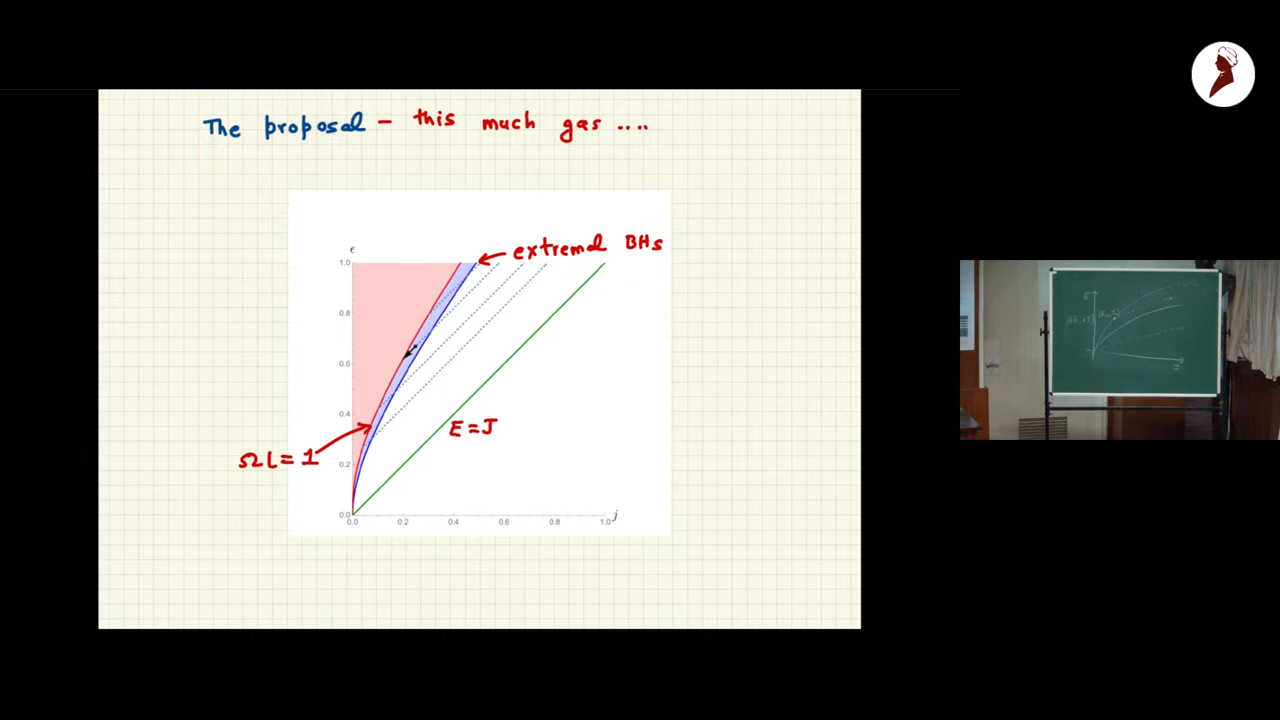 The proposal – this much gas ....
extremal BHs
ϵ
1.0
0.8
0.6
0.4
E = J
ΩL = 1
0.2
0.0
0.0 0.2 0.4 0.6 0.8 1.0 j